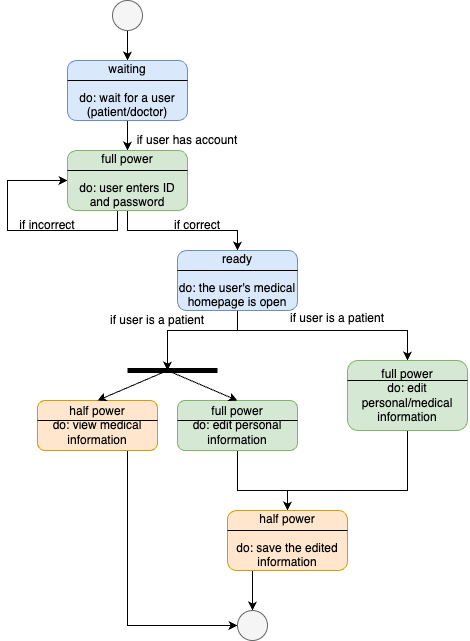 waiting
do: wait for a user
(patient/doctor)
if user has account
full power
do: user enters ID
and password
if incorrect
if correct
ready
do: the user's medical
homepage is open
if user is a patient
if user is a patient
half power
do: view medical
information
full power
do: edit personal
information
full power
do: edit
personal/medical
information
half power
do: save the edited
information